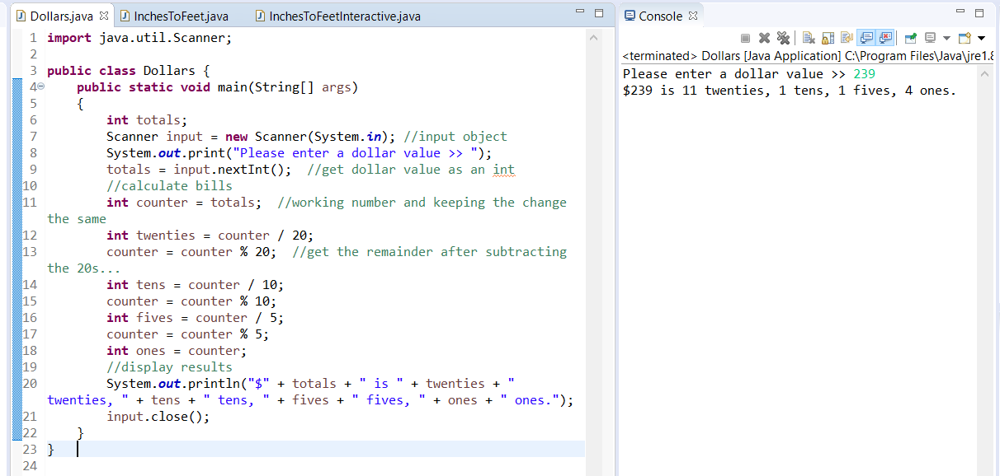 Dollars.java InchesToFeet.java InchesToFeetInteractive.java
1 import java.util.Scanner;
2
3 public class Dollars {
4 public static void main(String[] args)
5 {
6 int totals;
7 Scanner input = new Scanner(System.in); //input object
8 System.out.print("Please enter a dollar value >> ");
9 totals = input.nextInt(); //get dollar value as an int
10 //calculate bills
11 int counter = totals; //working number and keeping the change
the same
12 int twenties = counter / 20;
13 counter = counter % 20; //get the remainder after subtracting
the 20s...
14 int tens = counter / 10;
15 counter = counter % 10;
16 int fives = counter / 5;
17 counter = counter % 5;
18 int ones = counter;
19 //display results
20 System.out.println("$" + totals + " is " + twenties + "
twenties, " + tens + " tens, " + fives + " fives, " + ones + " ones.");
21 input.close();
22 }
23 }
24
Console
<terminated> Dollars [Java Application] C:\Program Files\Java\jre1.8
Please enter a dollar value >> 239
$239 is 11 twenties, 1 tens, 1 fives, 4 ones.